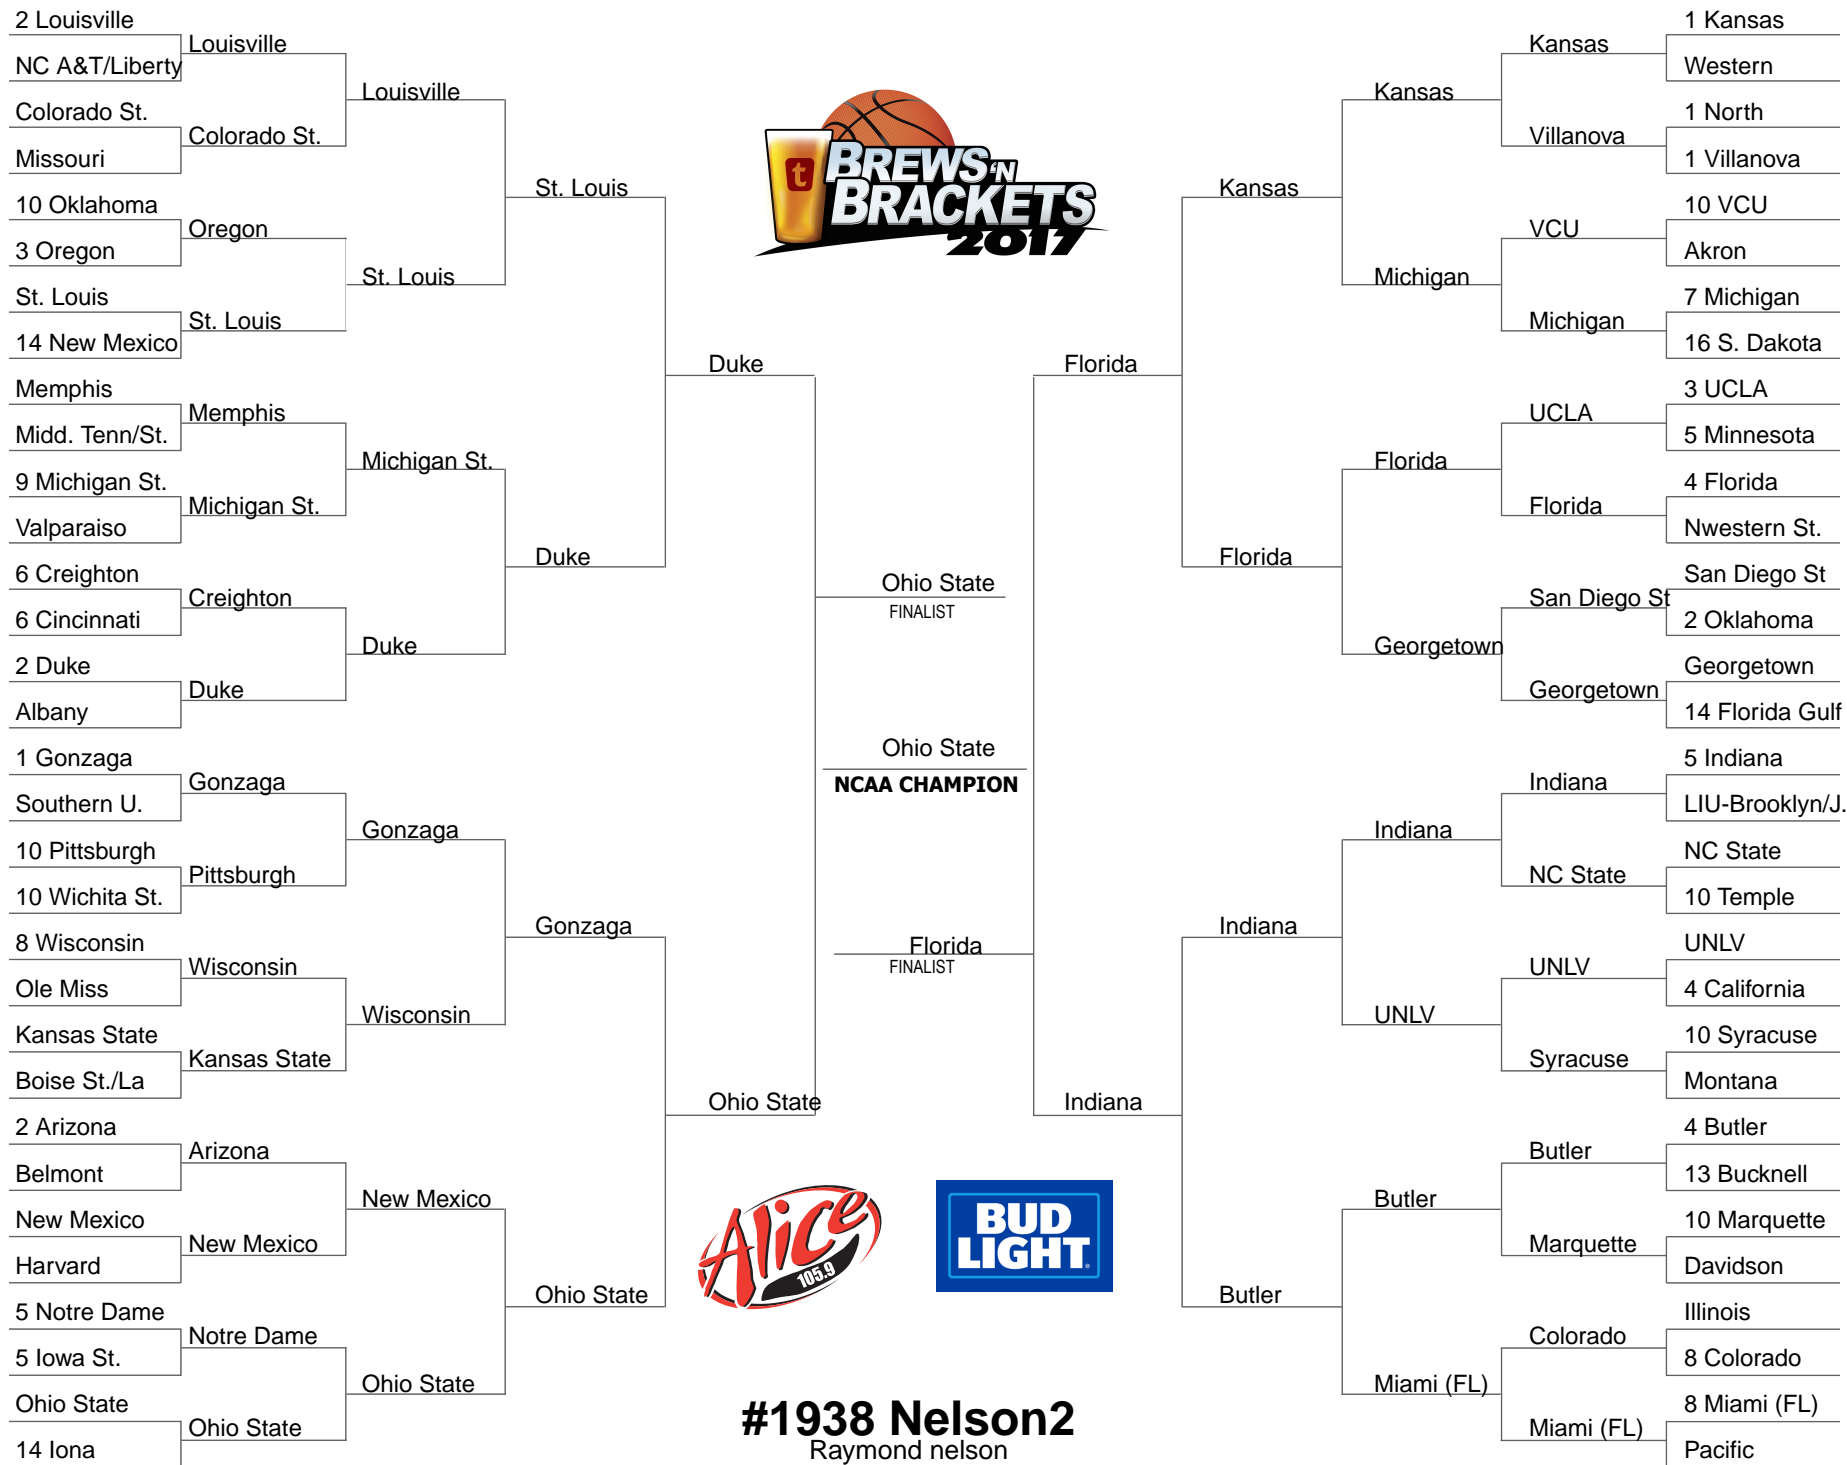 2 Louisville
NC A&T/Liberty
Colorado St.
Missouri
10 Oklahoma
3 Oregon
St. Louis
14 New Mexico
Memphis
Midd. Tenn/St.
9 Michigan St.
Valparaiso
6 Creighton
6 Cincinnati
2 Duke
Albany
1 Gonzaga
Southern U.
10 Pittsburgh
10 Wichita St.
8 Wisconsin
Ole Miss
Kansas State
Boise St./La
2 Arizona
Belmont
New Mexico
Harvard
5 Notre Dame
5 Iowa St.
Ohio State
14 Iona
Louisville
Colorado St.
Oregon
St. Louis
Memphis
Michigan St.
Creighton
Duke
Gonzaga
Pittsburgh
Wisconsin
Kansas State
Arizona
New Mexico
Notre Dame
Ohio State
Louisville
St. Louis
Michigan St.
Duke
Gonzaga
Wisconsin
New Mexico
Ohio State
St. Louis
Duke
Gonzaga
Ohio State
Duke
Ohio State
t
BREWS 'N
BRACKETS
2017
Ohio State
FINALIST
Ohio State
NCAA CHAMPION
Florida
FINALIST
Alice
105.9
BUD
LIGHT
#1938 Nelson2
Raymond nelson
Florida
Indiana
Kansas
Florida
Indiana
Butler
Kansas
Michigan
Florida
Georgetown
Indiana
UNLV
Butler
Miami (FL)
Kansas
Villanova
VCU
Michigan
UCLA
Florida
San Diego St
Georgetown
Indiana
NC State
UNLV
Syracuse
Butler
Marquette
Colorado
Miami (FL)
1 Kansas
Western
1 North
1 Villanova
10 VCU
Akron
7 Michigan
16 S. Dakota
3 UCLA
5 Minnesota
4 Florida
Nwestern St.
San Diego St
2 Oklahoma
Georgetown
14 Florida Gulf
5 Indiana
LIU-Brooklyn/J.
NC State
10 Temple
UNLV
4 California
10 Syracuse
Montana
4 Butler
13 Bucknell
10 Marquette
Davidson
Illinois
8 Colorado
8 Miami (FL)
Pacific